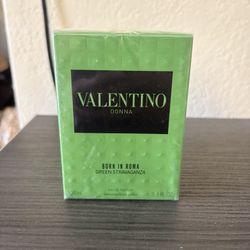 VALENTINO
DONNA
BORN IN ROMA
GREEN STRAVAGANZA